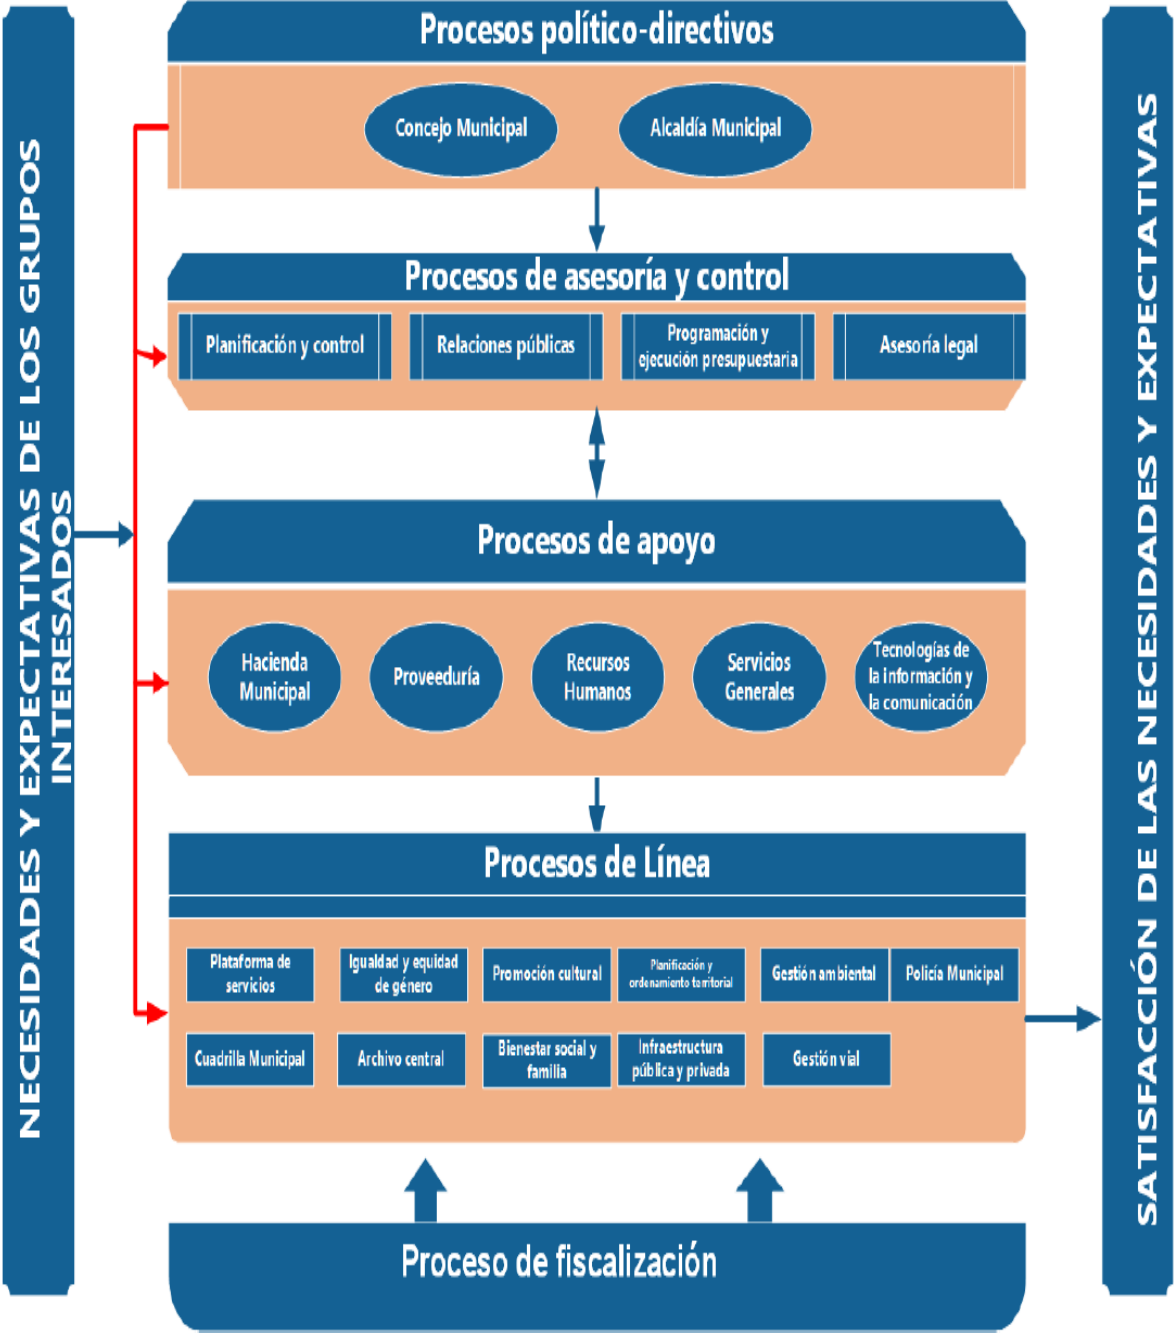 NECESIDADES Y EXPECTATIVAS DE LOS GRUPOS
INTERESADOS
Procesos político-directivos
Concejo Municipal
Alcaldía Municipal
Procesos de asesoría y control
Planificación y control
Relaciones públicas
Programación y
ejecución presupuestaria
Asesoría legal
Procesos de apoyo
Hacienda
Municipal
Proveeduría
Recursos
Humanos
Servicios
Generales
Tecnologías de
la información y
la comunicación
Procesos de Línea
Plataforma de
servicios
Igualdad y equidad
de género
Promoción cultural
Planificación y
ordenamiento territorial
Gestión ambiental
Policía Municipal
Cuadrilla Municipal
Archivo central
Bienestar social y
familia
Infraestructura
pública y privada
Gestión vial
Proceso de fiscalización
SATISFACCIÓN DE LAS NECESIDADES Y EXPECTATIVAS